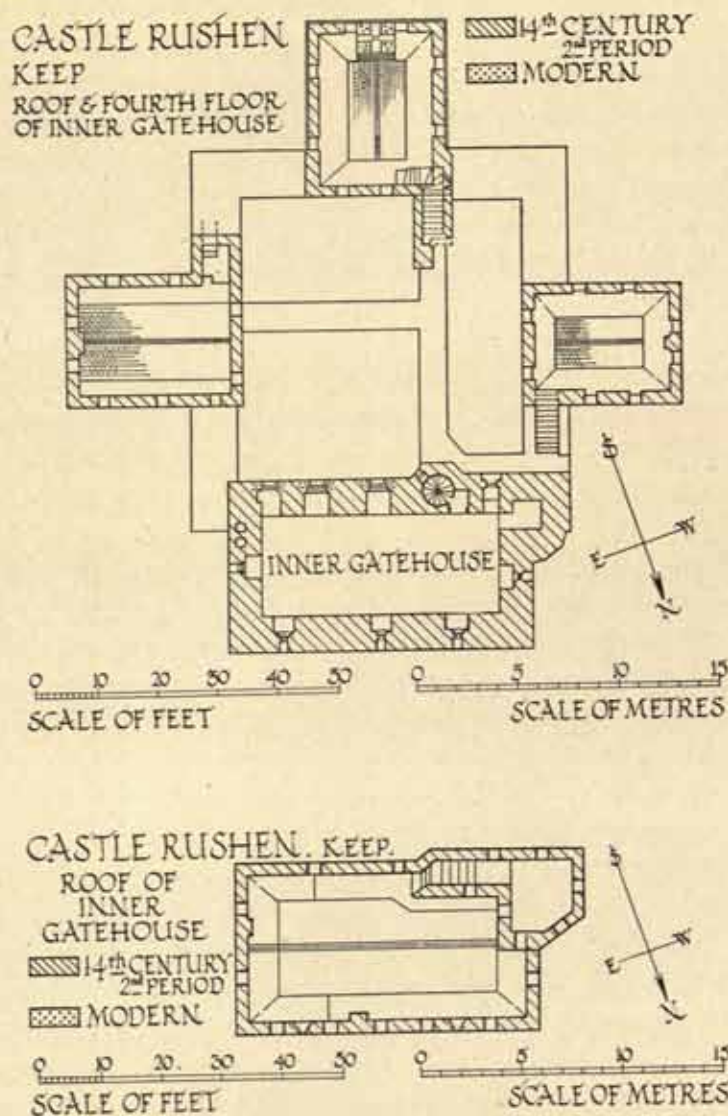 CASTLE RUSHEN
KEEP
ROOF & FOURTH FLOOR
OF INNER GATEHOUSE
14th CENTURY
2nd PERIOD
MODERN
S
E W
N
INNER GATEHOUSE
0 10 20 30 40 50
SCALE OF FEET
0 5 10 15
SCALE OF METRES
CASTLE RUSHEN. KEEP.
ROOF OF
INNER
GATEHOUSE
14th CENTURY
2nd PERIOD
MODERN
S
E W
N
0 10 20 30 40 50
SCALE OF FEET
0 5 10 15
SCALE OF METRES